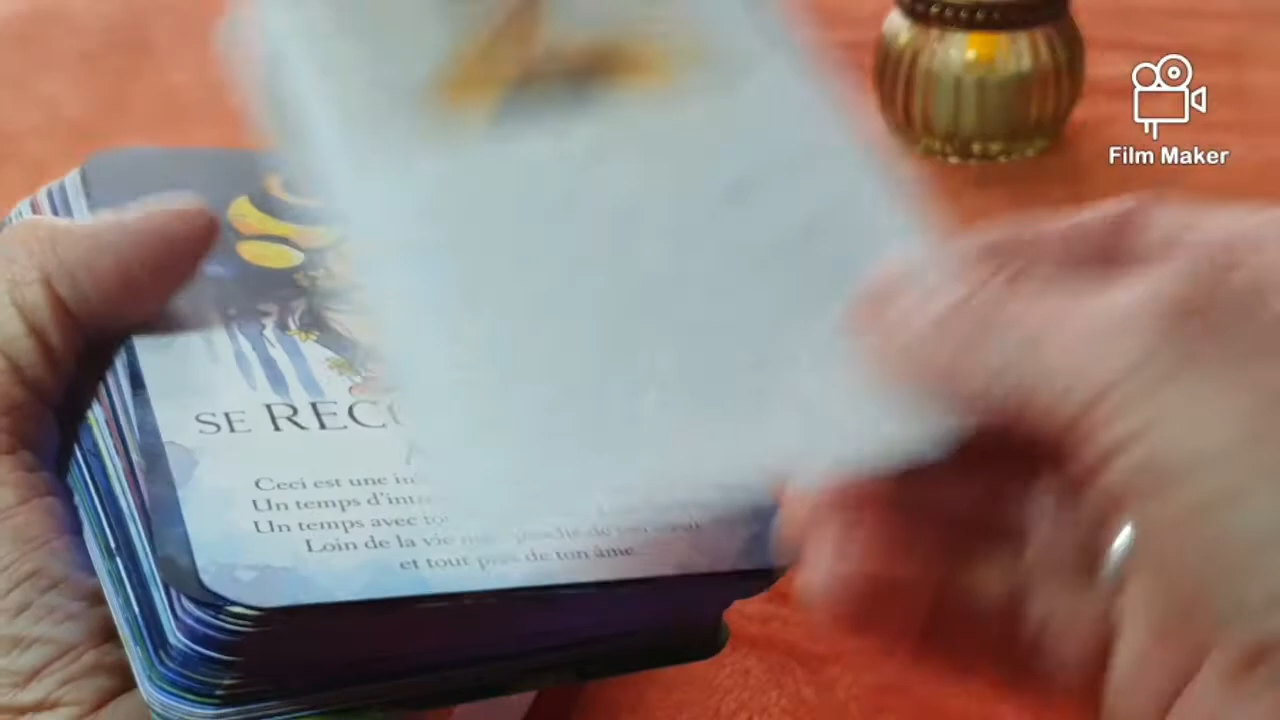 Film Maker
SE REC
Ceci est une in
Un temps d'intr
Un temps avec to
Loin de la vie
et tout près de ton âme